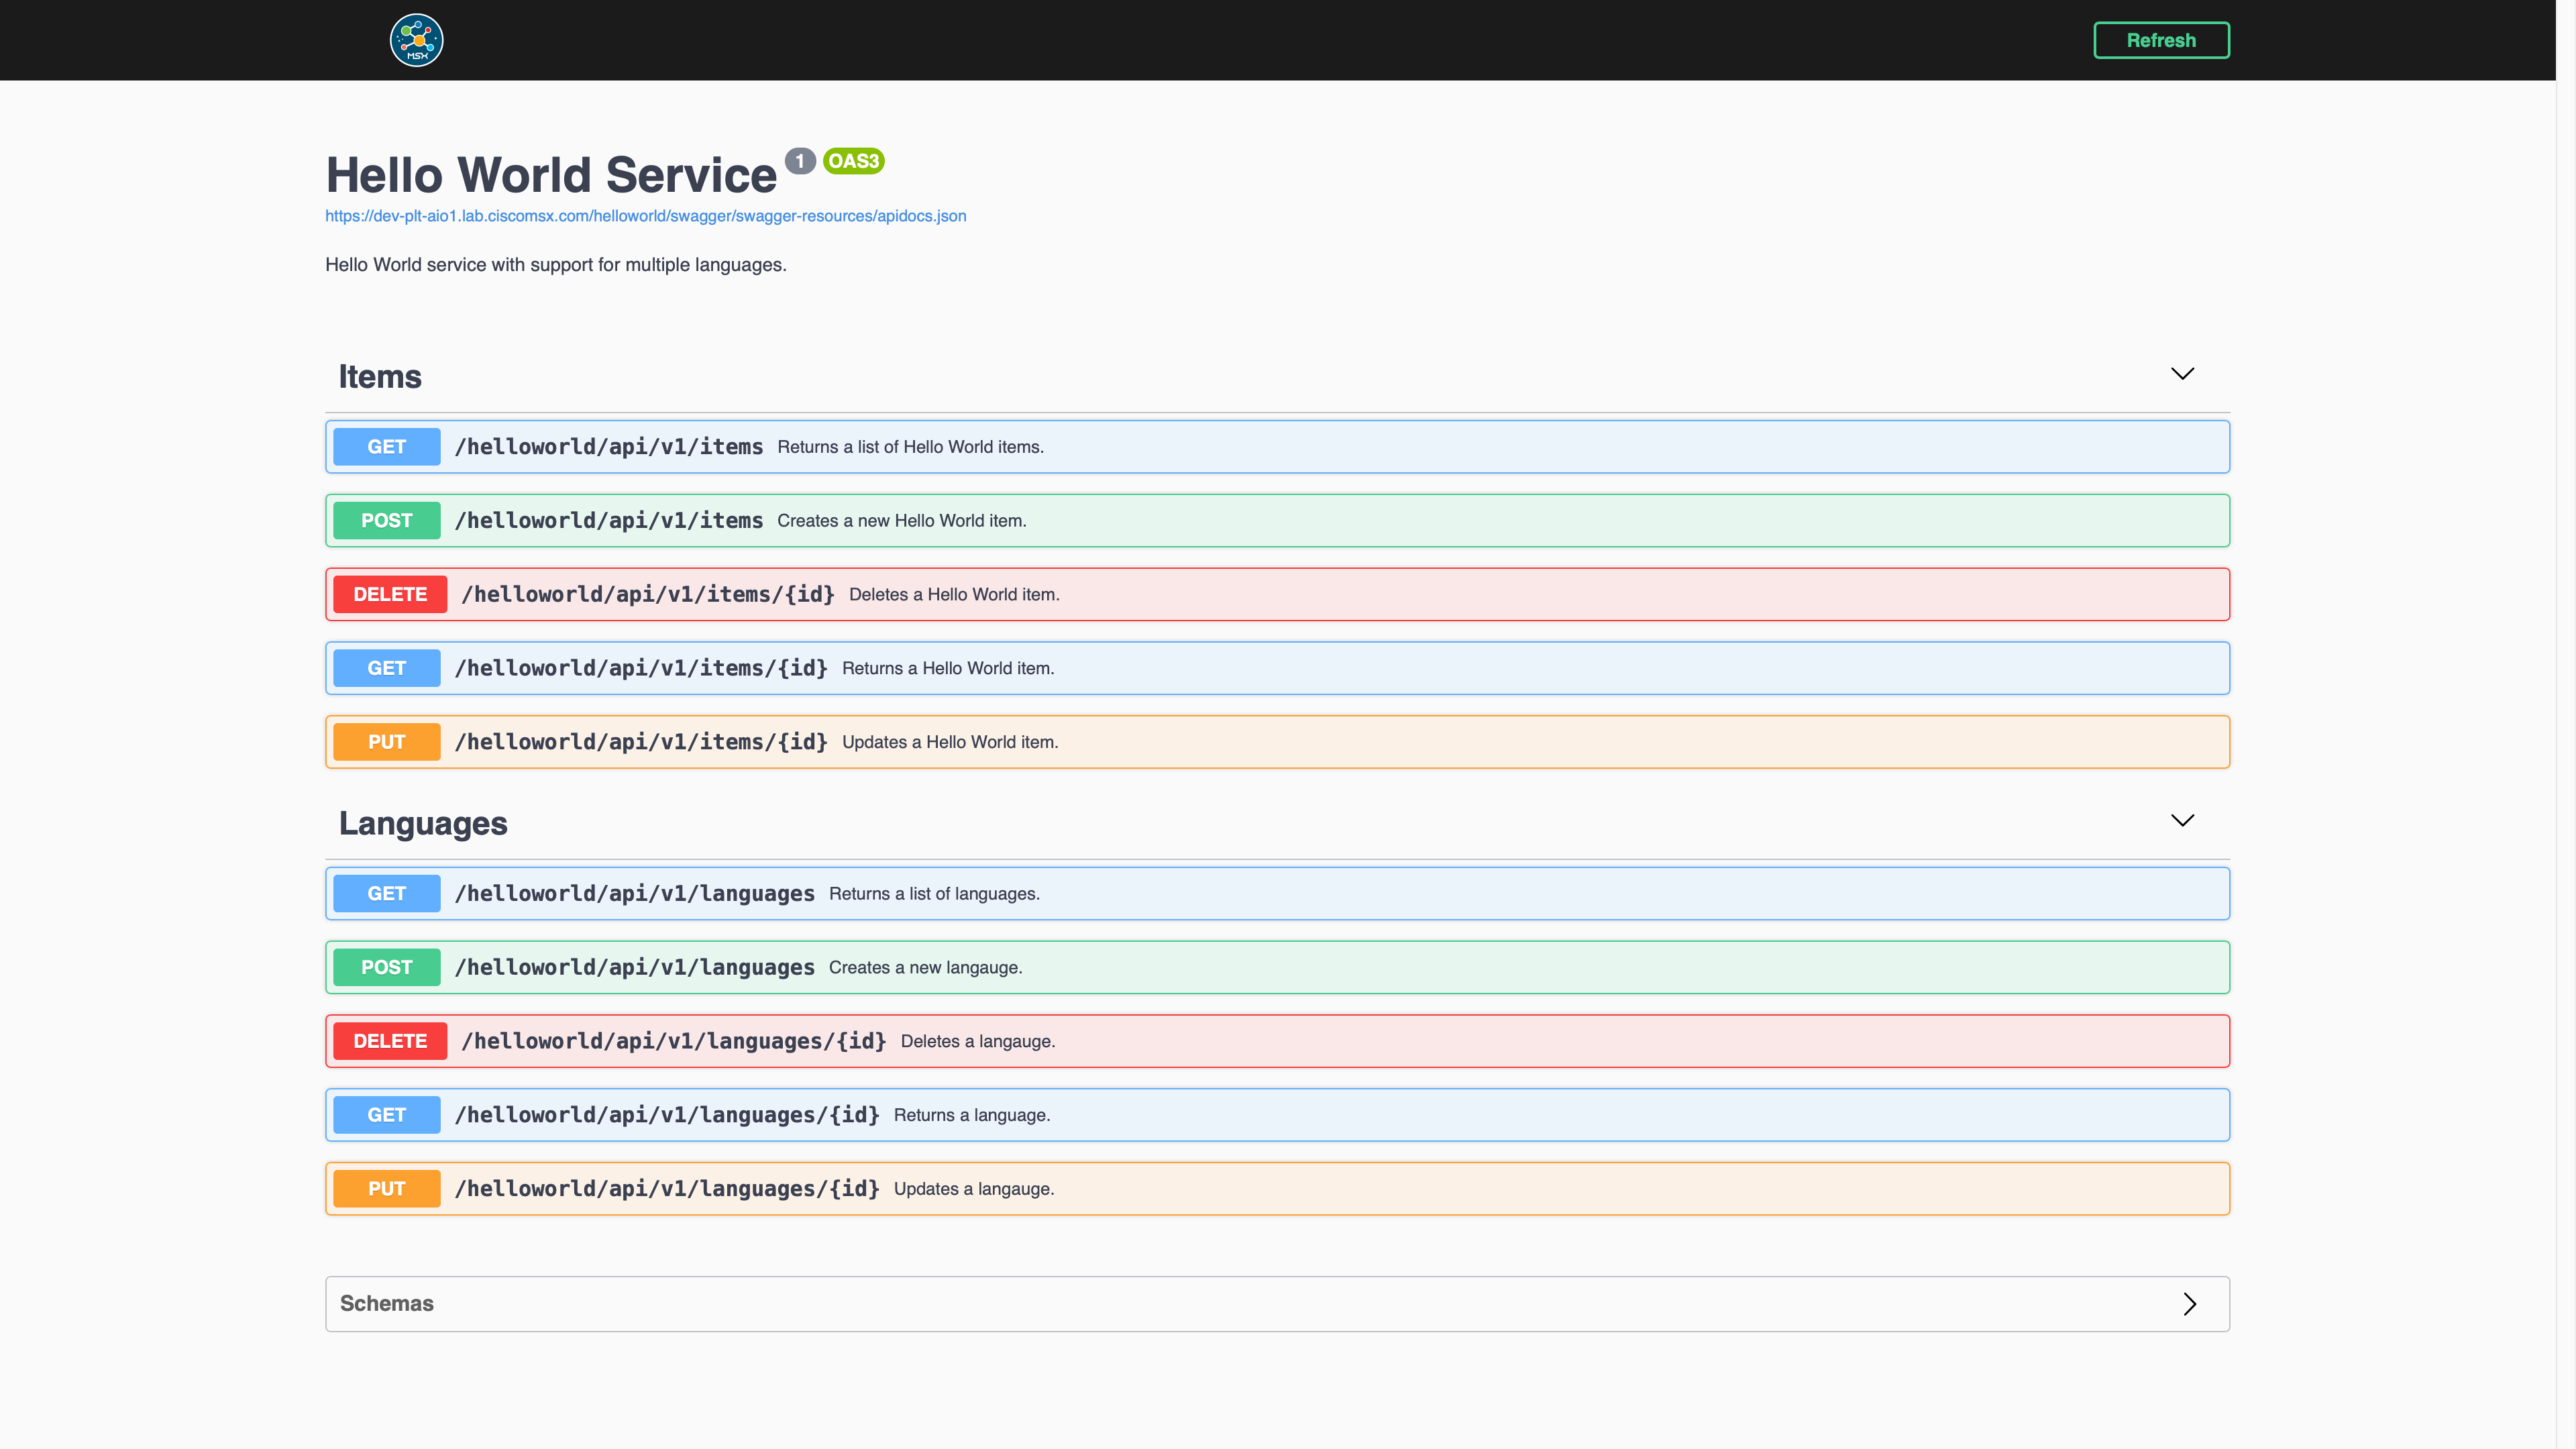 MSX
Refresh
Hello World Service 1 OAS3
https://dev-plt-aio1.lab.ciscomsx.com/helloworld/swagger/swagger-resources/apidocs.json
Hello World service with support for multiple languages.
Items
GET /helloworld/api/v1/items Returns a list of Hello World items.
POST /helloworld/api/v1/items Creates a new Hello World item.
DELETE /helloworld/api/v1/items/{id} Deletes a Hello World item.
GET /helloworld/api/v1/items/{id} Returns a Hello World item.
PUT /helloworld/api/v1/items/{id} Updates a Hello World item.
Languages
GET /helloworld/api/v1/languages Returns a list of languages.
POST /helloworld/api/v1/languages Creates a new langauge.
DELETE /helloworld/api/v1/languages/{id} Deletes a langauge.
GET /helloworld/api/v1/languages/{id} Returns a language.
PUT /helloworld/api/v1/languages/{id} Updates a langauge.
Schemas